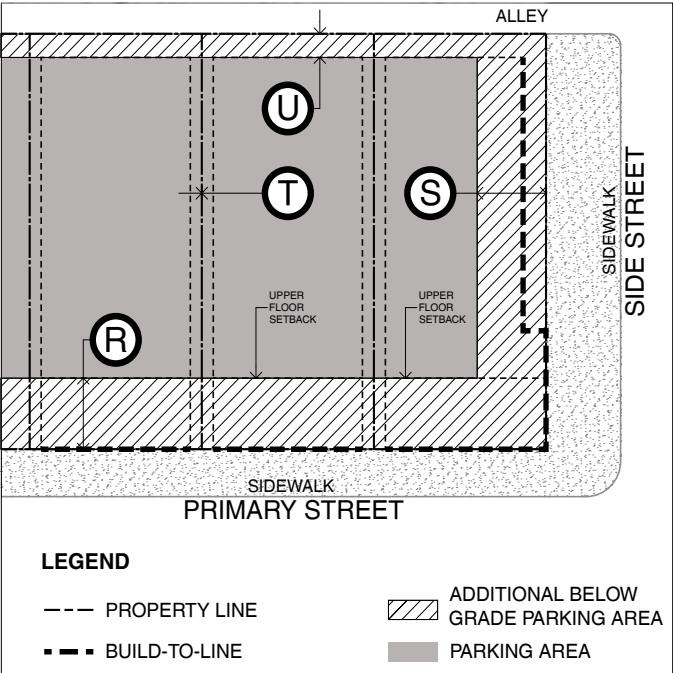 ALLEY
U
T
S
R
UPPER
FLOOR
SETBACK
UPPER
FLOOR
SETBACK
SIDEWALK
SIDE STREET
SIDEWALK
PRIMARY STREET
LEGEND
PROPERTY LINE
BUILD-TO-LINE
ADDITIONAL BELOW
GRADE PARKING AREA
PARKING AREA